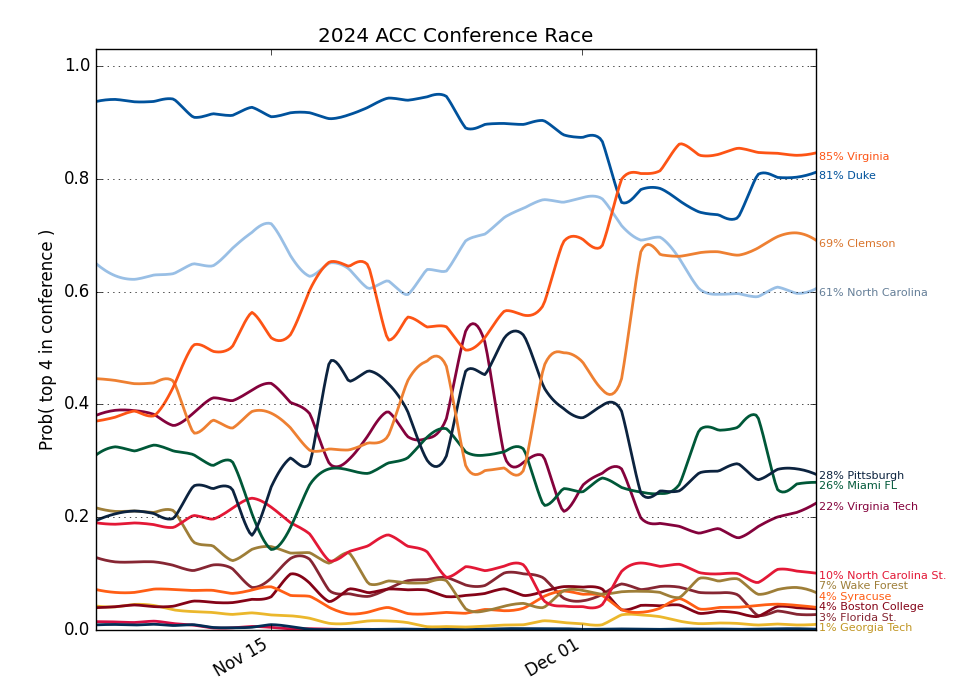 2024 ACC Conference Race
Prob( top 4 in conference )
1.0
0.8
0.6
0.4
0.2
0.0
Nov 15
Dec 01
85% Virginia
81% Duke
69% Clemson
61% North Carolina
28% Pittsburgh
26% Miami FL
22% Virginia Tech
10% North Carolina St.
7% Wake Forest
4% Syracuse
4% Boston College
3% Florida St.
1% Georgia Tech